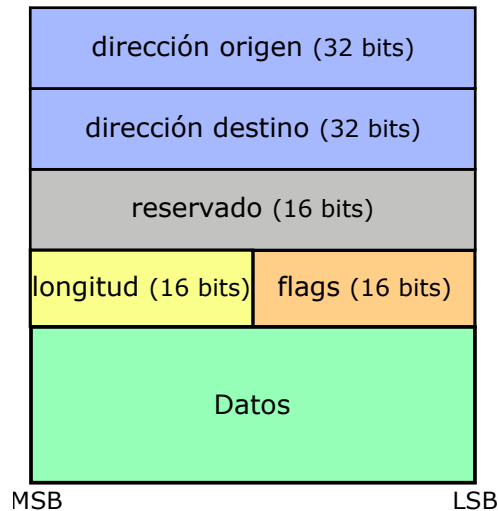 dirección origen (32 bits)
dirección destino (32 bits)
reservado (16 bits)
longitud (16 bits) flags (16 bits)
Datos
MSB LSB